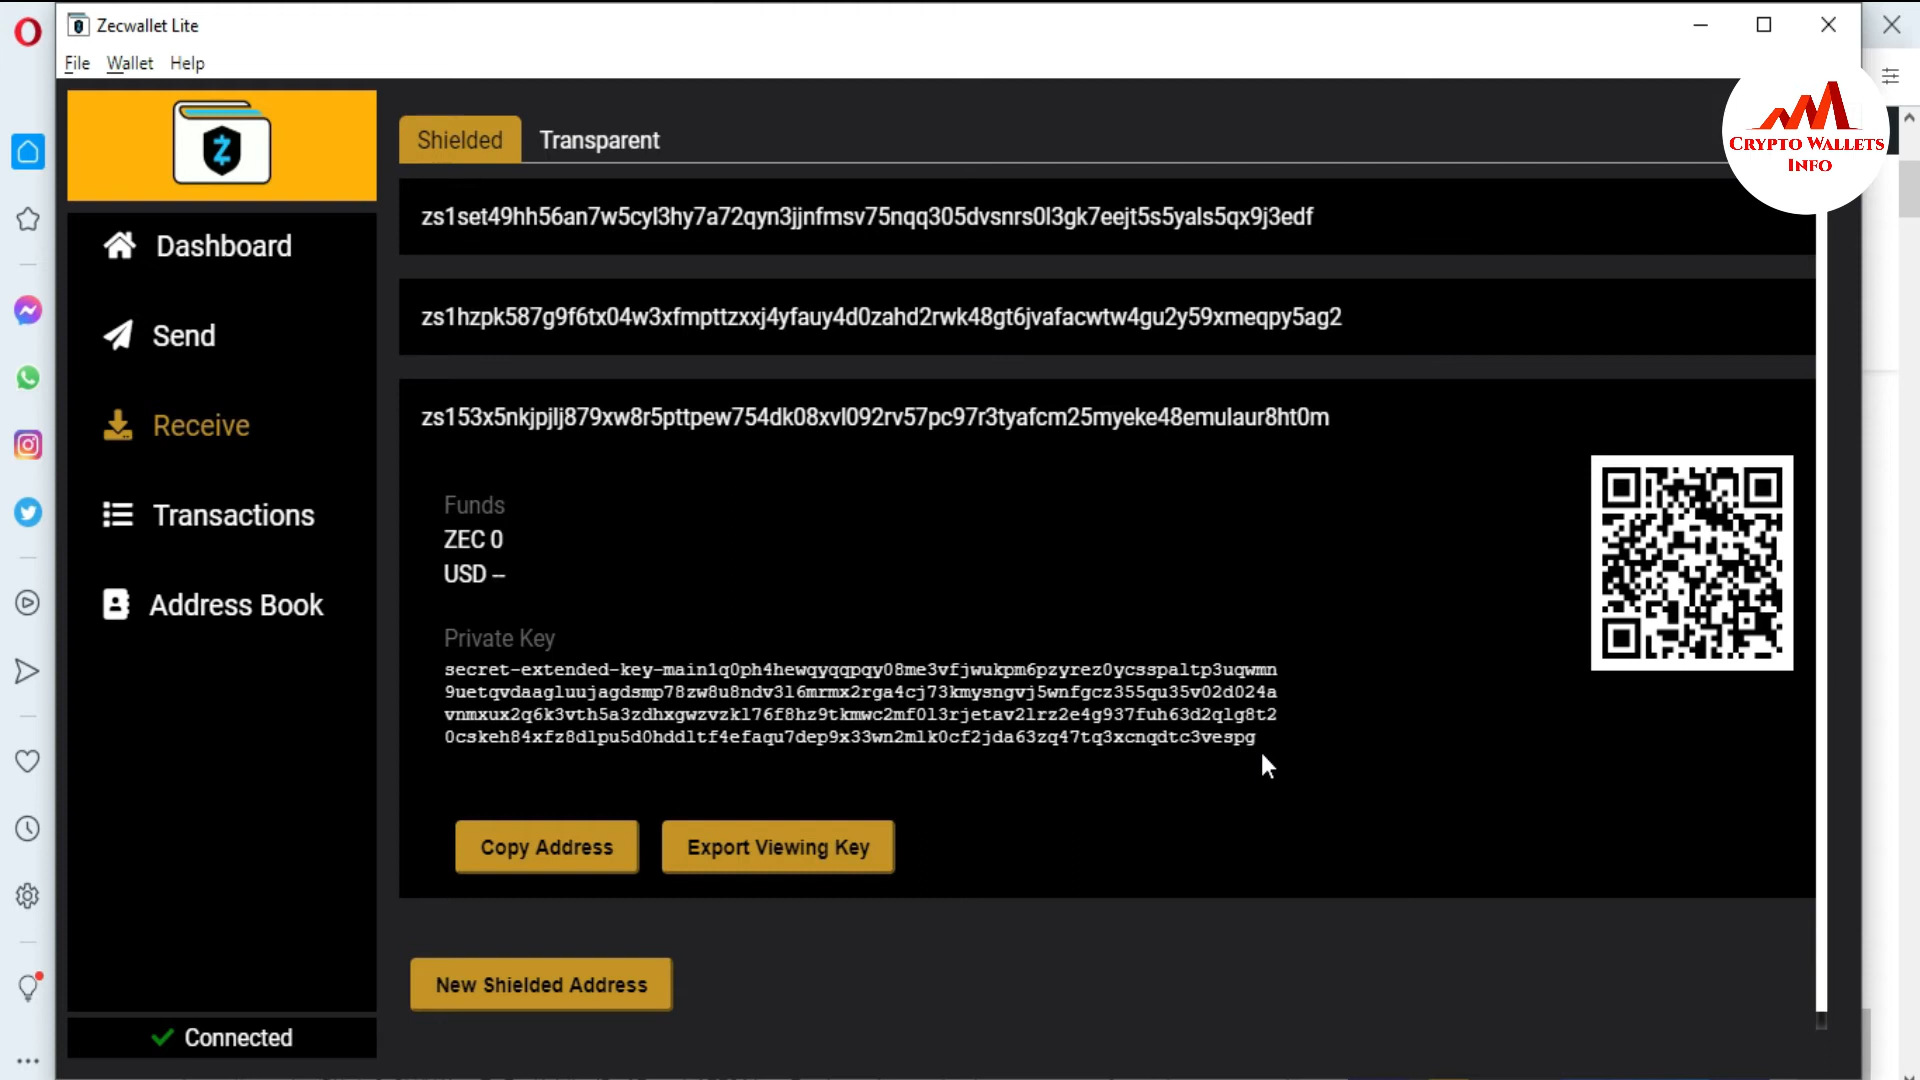 Zecwallet Lite
File Wallet Help
CRYPTO WALLETS
INFO
Shielded Transparent
zs1set49hh56an7w5cyl3hy7a72qyn3jjnfmsv75nqq305dvsnrs0l3gk7eejt5s5yals5qx9j3edf
Dashboard
zs1hzpk587g9f6tx04w3xfmpttzxxj4yfauy4d0zahd2rwk48gt6jvafacwtw4gu2y59xmeqpy5ag2
Send
zs153x5nkjpjlj879xw8r5pttpew754dk08xvl092rv57pc97r3tyafcm25myeke48emulaur8ht0m
Receive
Funds
ZEC 0
USD --
Transactions
Address Book
Private Key
secret-extended-key-main1q0ph4hewqyqqpqy08me3vfjwukpm6pzyrez0ycsspaltp3uqwmn
9uetqvdaagluujagdsmp78zw8u8ndv3l6mrmx2rga4cj73kmysngvj5wnfgcz355qu35v02d024a
vnmxux2q6k3vth5a3zdhxgwzvzkl76f8hz9tkmwc2mf0l3rjetav2lrz2e4g937fuh63d2qlg8t2
0cskeh84xfz8dlpu5d0hddltf4efaqu7dep9x33wn2mlk0cf2jda63zq47tq3xcnqdtc3vespg
Copy Address Export Viewing Key
New Shielded Address
Connected